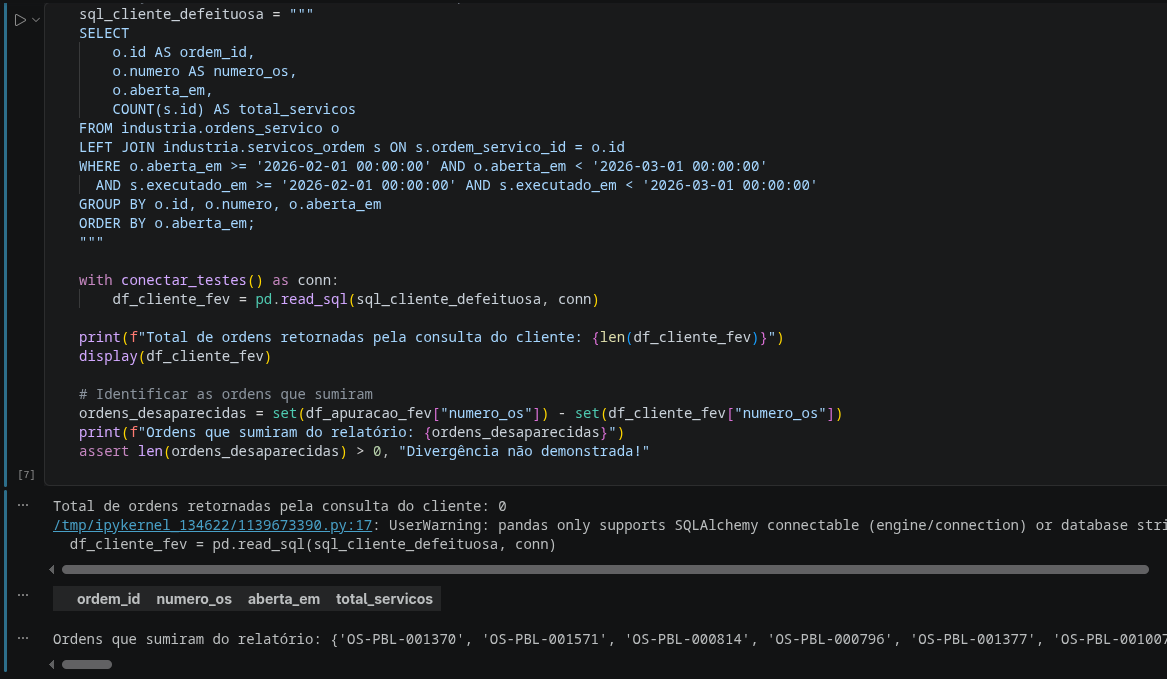 sql_cliente_defeituosa = """
SELECT
o.id AS ordem_id,
o.numero AS numero_os,
o.aberta_em,
COUNT(s.id) AS total_servicos
FROM industria.ordens_servico o
LEFT JOIN industria.servicos_ordem s ON s.ordem_servico_id = o.id
WHERE o.aberta_em >= '2026-02-01 00:00:00' AND o.aberta_em < '2026-03-01 00:00:00'
AND s.executado_em >= '2026-02-01 00:00:00' AND s.executado_em < '2026-03-01 00:00:00'
GROUP BY o.id, o.numero, o.aberta_em
ORDER BY o.aberta_em;
"""
with conectar_testes() as conn:
df_cliente_fev = pd.read_sql(sql_cliente_defeituosa, conn)
print(f"Total de ordens retornadas pela consulta do cliente: {len(df_cliente_fev)}")
display(df_cliente_fev)
# Identificar as ordens que sumiram
ordens_desaparecidas = set(df_apuracao_fev["numero_os"]) - set(df_cliente_fev["numero_os"])
print(f"Ordens que sumiram do relatório: {ordens_desaparecidas}")
assert len(ordens_desaparecidas) > 0, "Divergência não demonstrada!"
[7]
Total de ordens retornadas pela consulta do cliente: 0
/tmp/ipykernel_134622/1139673390.py:17: UserWarning: pandas only supports SQLAlchemy connectable (engine/connection) or database stri
df_cliente_fev = pd.read_sql(sql_cliente_defeituosa, conn)
ordem_id numero_os aberta_em total_servicos
Ordens que sumiram do relatório: {'OS-PBL-001370', 'OS-PBL-001571', 'OS-PBL-000814', 'OS-PBL-000796', 'OS-PBL-001377', 'OS-PBL-001007